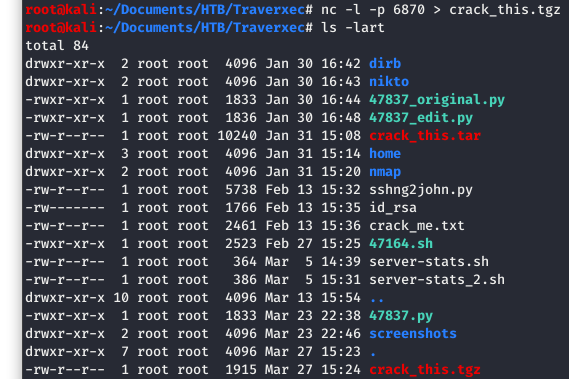 root@kali:~/Documents/HTB/Traverxec# nc -l -p 6870 > crack_this.tgz
root@kali:~/Documents/HTB/Traverxec# ls -lart
total 84
drwxr-xr-x  2 root root  4096 Jan 30 16:42 dirb
drwxr-xr-x  2 root root  4096 Jan 30 16:43 nikto
-rwxr-xr-x  1 root root  1833 Jan 30 16:44 47837_original.py
-rwxr-xr-x  1 root root  1836 Jan 30 16:48 47837_edit.py
-rw-r--r--  1 root root 10240 Jan 31 15:08 crack_this.tar
drwxr-xr-x  3 root root  4096 Jan 31 15:14 home
drwxr-xr-x  2 root root  4096 Jan 31 15:20 nmap
-rw-r--r--  1 root root  5738 Feb 13 15:32 sshng2john.py
-rw-------  1 root root  1766 Feb 13 15:35 id_rsa
-rw-r--r--  1 root root  2461 Feb 13 15:36 crack_me.txt
-rwxr-xr-x  1 root root  2523 Feb 27 15:25 47164.sh
-rw-r--r--  1 root root   364 Mar  5 14:39 server-stats.sh
-rw-r--r--  1 root root   386 Mar  5 15:31 server-stats_2.sh
drwxr-xr-x 10 root root  4096 Mar 13 15:54 ..
-rwxr-xr-x  1 root root  1833 Mar 23 22:38 47837.py
drwxr-xr-x  2 root root  4096 Mar 23 22:46 screenshots
drwxr-xr-x  7 root root  4096 Mar 27 15:23 .
-rw-r--r--  1 root root  1915 Mar 27 15:24 crack_this.tgz